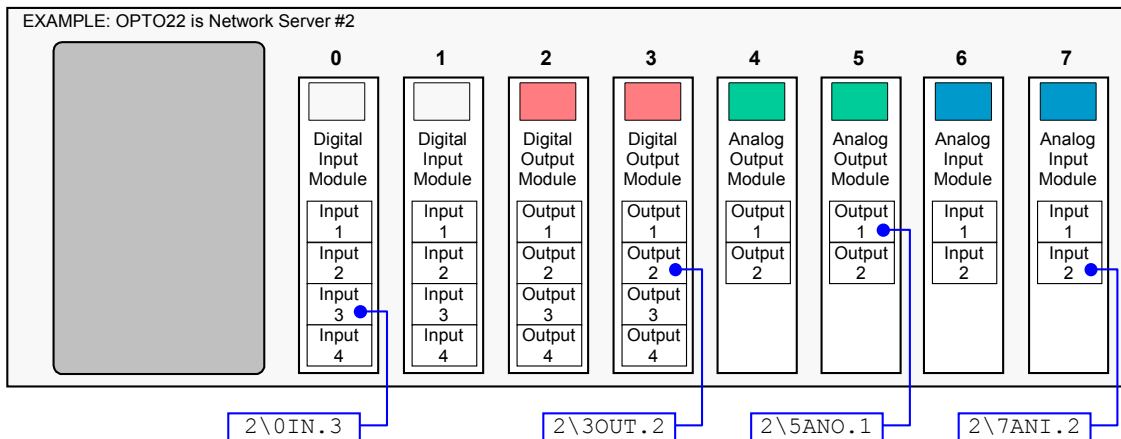 EXAMPLE: OPTO22 is Network Server #2
0 1 2 3 4 5 6 7
Digital Digital Digital Digital Analog Analog Analog Analog
Input Input Output Output Output Output Input Input
Module Module Module Module Module Module Module Module
Input Input Output Output Output Output Input Input
1 1 1 1 1 1 1 1
Input Input Output Output Output Output Input Input
2 2 2 2 2 2 2 2
Input Input Output Output
3 3 3 3
Input Input Output Output
4 4 4 4
2\0IN.3 2\3OUT.2 2\5ANO.1 2\7ANI.2